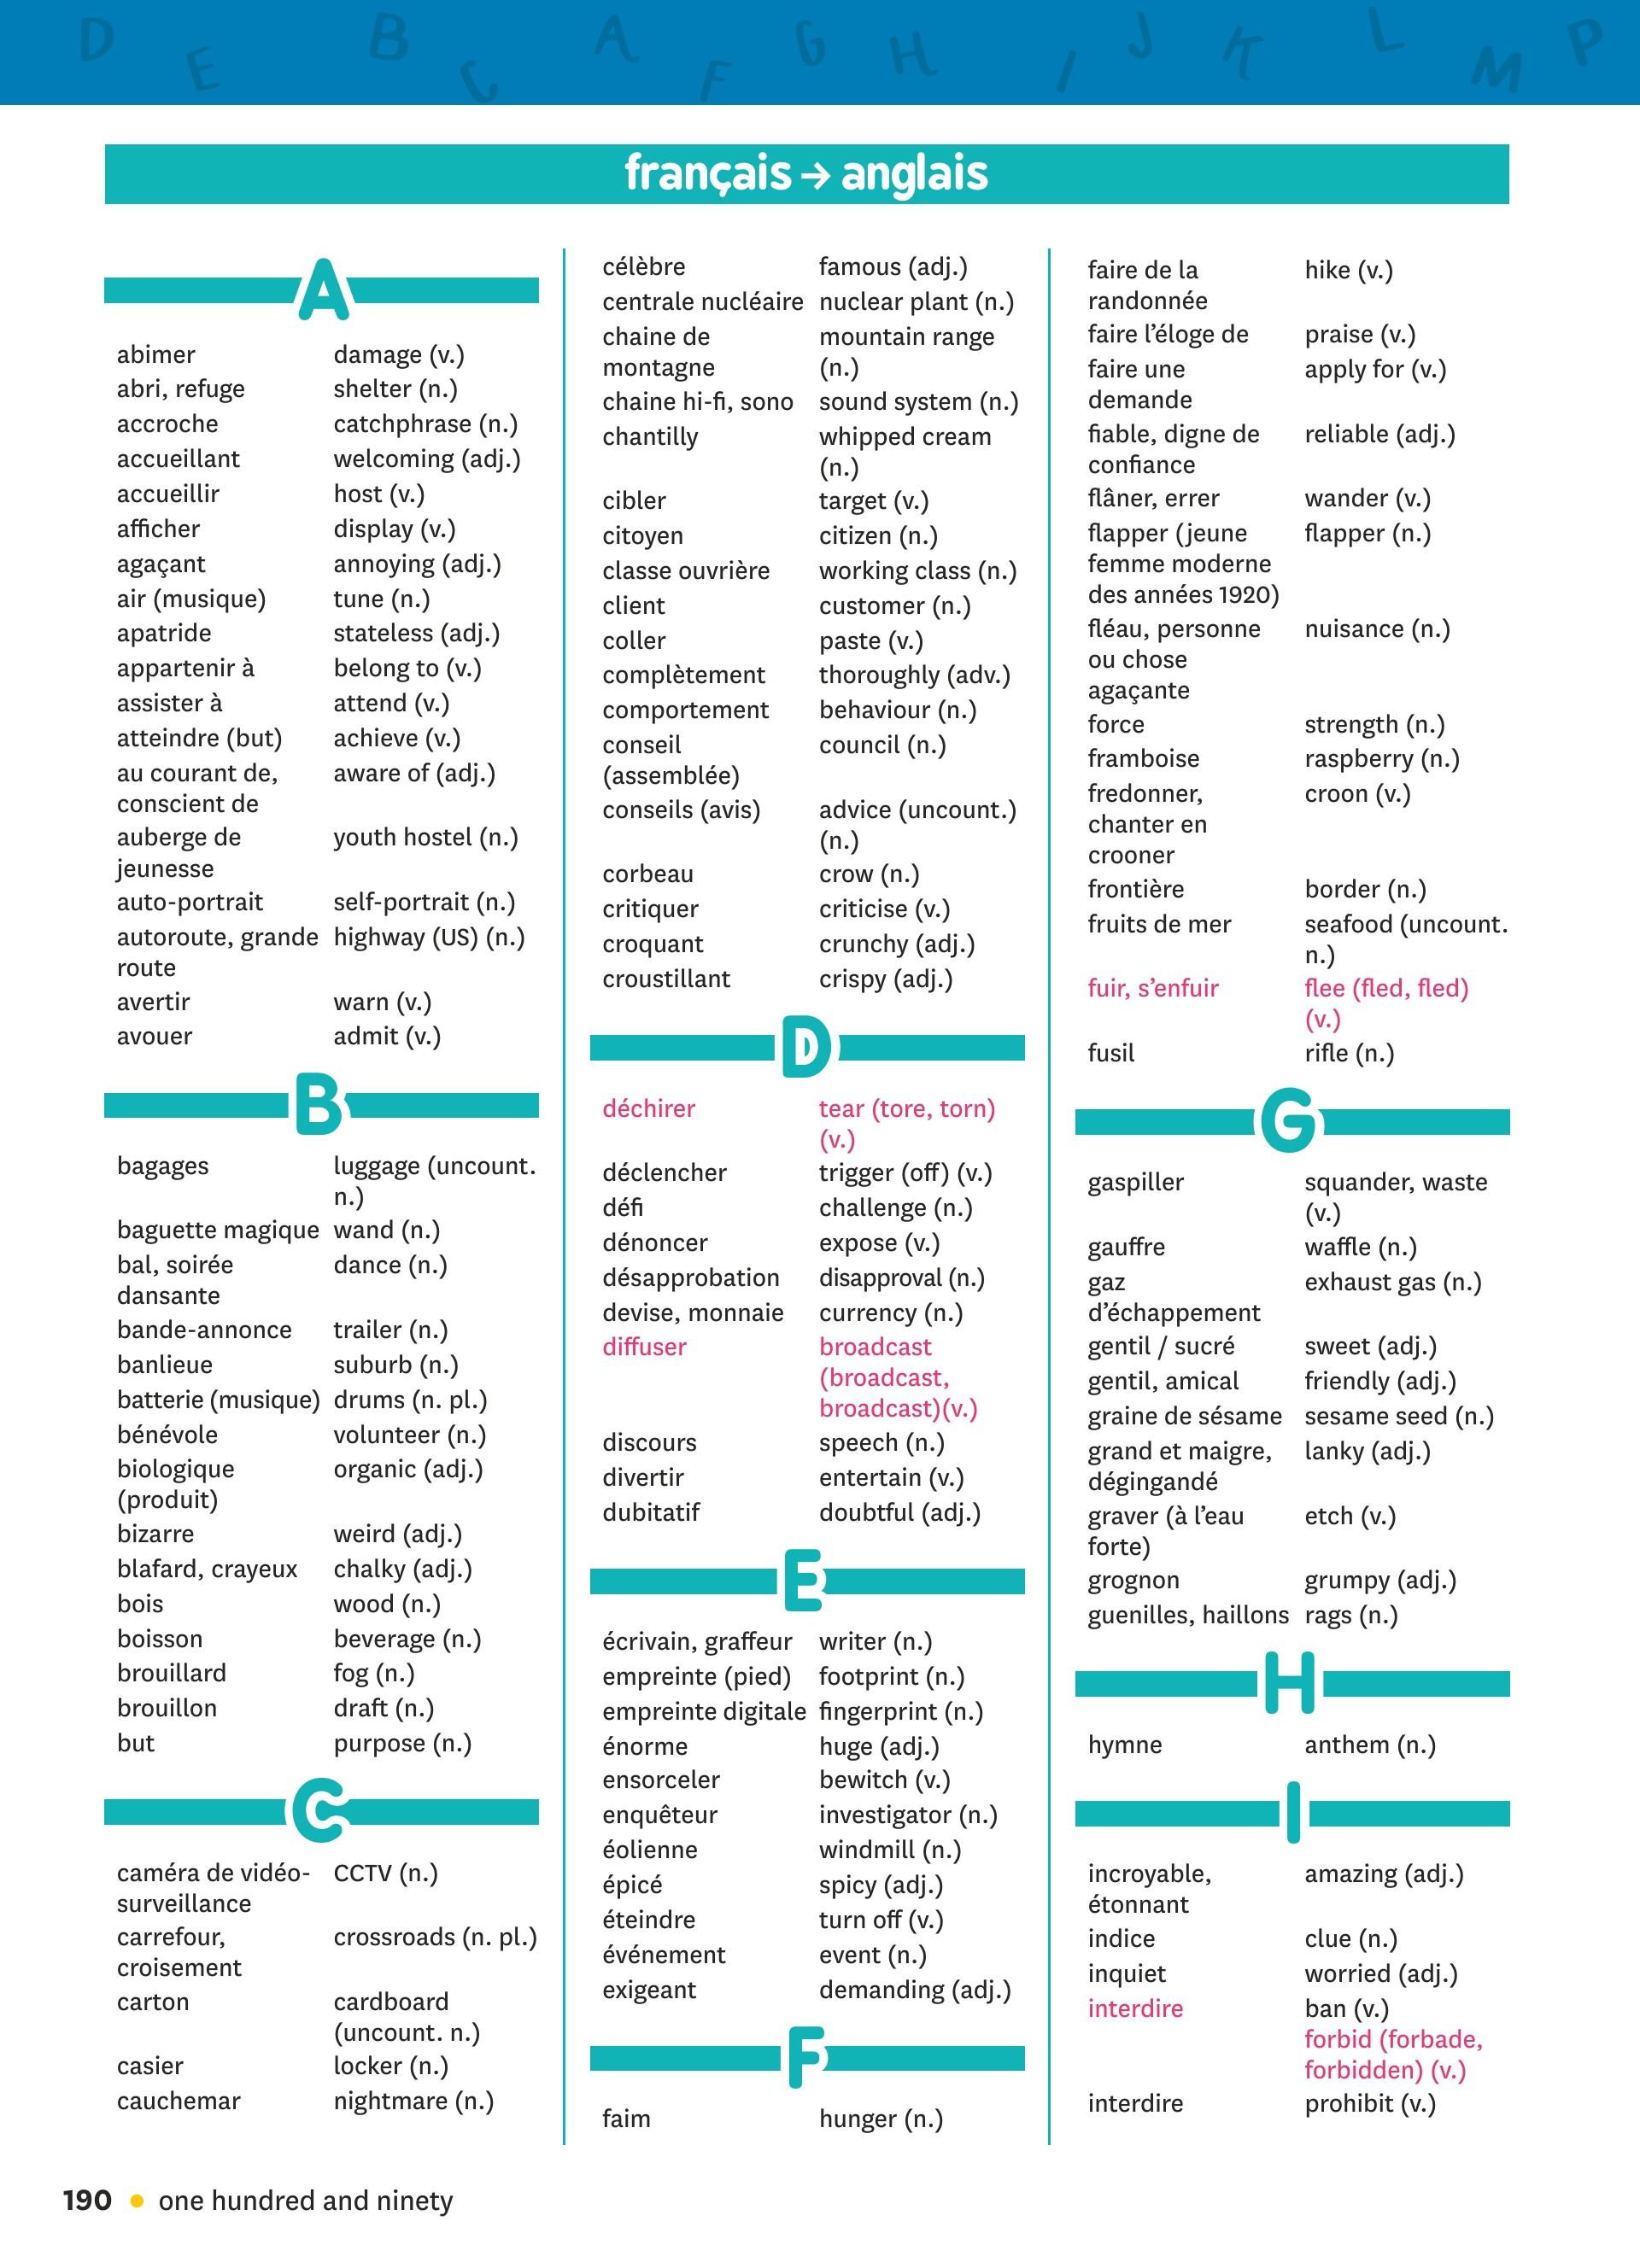 D E B C A F G H I J K L M P
français → anglais
A
abimer damage (v.)
abri, refuge shelter (n.)
accroche catchphrase (n.)
accueillant welcoming (adj.)
accueillir host (v.)
afficher display (v.)
agaçant annoying (adj.)
air (musique) tune (n.)
apatride stateless (adj.)
appartenir à belong to (v.)
assister à attend (v.)
atteindre (but) achieve (v.)
au courant de, aware of (adj.)
conscient de
auberge de youth hostel (n.)
jeunesse
auto-portrait self-portrait (n.)
autoroute, grande highway (US) (n.)
route
avertir warn (v.)
avouer admit (v.)
B
bagages luggage (uncount.
n.)
baguette magique wand (n.)
bal, soirée dance (n.)
dansante
bande-annonce trailer (n.)
banlieue suburb (n.)
batterie (musique) drums (n. pl.)
bénévole volunteer (n.)
biologique organic (adj.)
(produit)
bizarre weird (adj.)
blafard, crayeux chalky (adj.)
bois wood (n.)
boisson beverage (n.)
brouillard fog (n.)
brouillon draft (n.)
but purpose (n.)
C
caméra de vidéo- CCTV (n.)
surveillance
carrefour, crossroads (n. pl.)
croisement
carton cardboard
(uncount. n.)
casier locker (n.)
cauchemar nightmare (n.)
célèbre famous (adj.)
centrale nucléaire nuclear plant (n.)
chaine de mountain range
montagne (n.)
chaine hi-fi, sono sound system (n.)
chantilly whipped cream
(n.)
cibler target (v.)
citoyen citizen (n.)
classe ouvrière working class (n.)
client customer (n.)
coller paste (v.)
complètement thoroughly (adv.)
comportement behaviour (n.)
conseil council (n.)
(assemblée)
conseils (avis) advice (uncount.)
(n.)
corbeau crow (n.)
critiquer criticise (v.)
croquant crunchy (adj.)
croustillant crispy (adj.)
D
déchirer tear (tore, torn)
(v.)
déclencher trigger (off) (v.)
défi challenge (n.)
dénoncer expose (v.)
désapprobation disapproval (n.)
devise, monnaie currency (n.)
diffuser broadcast
(broadcast,
broadcast)(v.)
discours speech (n.)
divertir entertain (v.)
dubitatif doubtful (adj.)
E
écrivain, graffeur writer (n.)
empreinte (pied) footprint (n.)
empreinte digitale fingerprint (n.)
énorme huge (adj.)
ensorceler bewitch (v.)
enquêteur investigator (n.)
éolienne windmill (n.)
épicé spicy (adj.)
éteindre turn off (v.)
événement event (n.)
exigeant demanding (adj.)
F
faim hunger (n.)
faire de la hike (v.)
randonnée
faire l'éloge de praise (v.)
faire une apply for (v.)
demande
fiable, digne de reliable (adj.)
confiance
flâner, errer wander (v.)
flapper (jeune flapper (n.)
femme moderne
des années 1920)
fléau, personne nuisance (n.)
ou chose
agaçante
force strength (n.)
framboise raspberry (n.)
fredonner, croon (v.)
chanter en
crooner
frontière border (n.)
fruits de mer seafood (uncount.
n.)
fuir, s'enfuir flee (fled, fled)
(v.)
fusil rifle (n.)
G
gaspiller squander, waste
(v.)
gauffre waffle (n.)
gaz exhaust gas (n.)
d'échappement
gentil / sucré sweet (adj.)
gentil, amical friendly (adj.)
graine de sésame sesame seed (n.)
grand et maigre, lanky (adj.)
dégingandé
graver (à l'eau etch (v.)
forte)
grognon grumpy (adj.)
guenilles, haillons rags (n.)
H
hymne anthem (n.)
I
incroyable, amazing (adj.)
étonnant
indice clue (n.)
inquiet worried (adj.)
interdire ban (v.)
forbid (forbade,
forbidden) (v.)
interdire prohibit (v.)
190 • one hundred and ninety